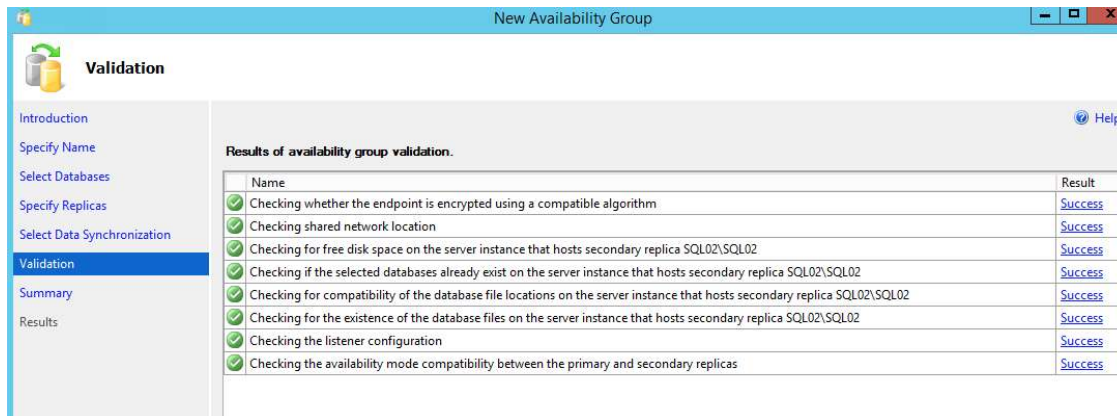 New Availability Group
Validation
Introduction
Specify Name
Select Databases
Specify Replicas
Select Data Synchronization
Validation
Summary
Results
Help
Results of availability group validation.
Name Result
Checking whether the endpoint is encrypted using a compatible algorithm Success
Checking shared network location Success
Checking for free disk space on the server instance that hosts secondary replica SQL02\SQL02 Success
Checking if the selected databases already exist on the server instance that hosts secondary replica SQL02\SQL02 Success
Checking for compatibility of the database file locations on the server instance that hosts secondary replica SQL02\SQL02 Success
Checking for the existence of the database files on the server instance that hosts secondary replica SQL02\SQL02 Success
Checking the listener configuration Success
Checking the availability mode compatibility between the primary and secondary replicas Success